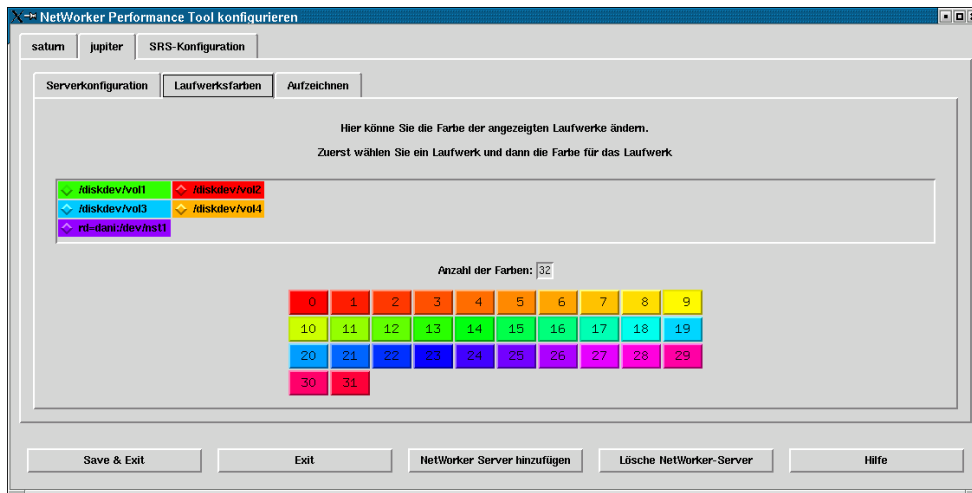 NetWorker Performance Tool konfigurieren
saturn jupiter SRS-Konfiguration
Serverkonfiguration Laufwerksfarben Aufzeichnen
Hier könne Sie die Farbe der angezeigten Laufwerke ändern.
Zuerst wählen Sie ein Laufwerk und dann die Farbe für das Laufwerk
/diskdev/vol1 /diskdev/vol2
/diskdev/vol3 /diskdev/vol4
rd=dani:/dev/nst1
Anzahl der Farben: 32
0 1 2 3 4 5 6 7 8 9
10 11 12 13 14 15 16 17 18 19
20 21 22 23 24 25 26 27 28 29
30 31
Save & Exit Exit NetWorker Server hinzufügen Lösche NetWorker-Server Hilfe